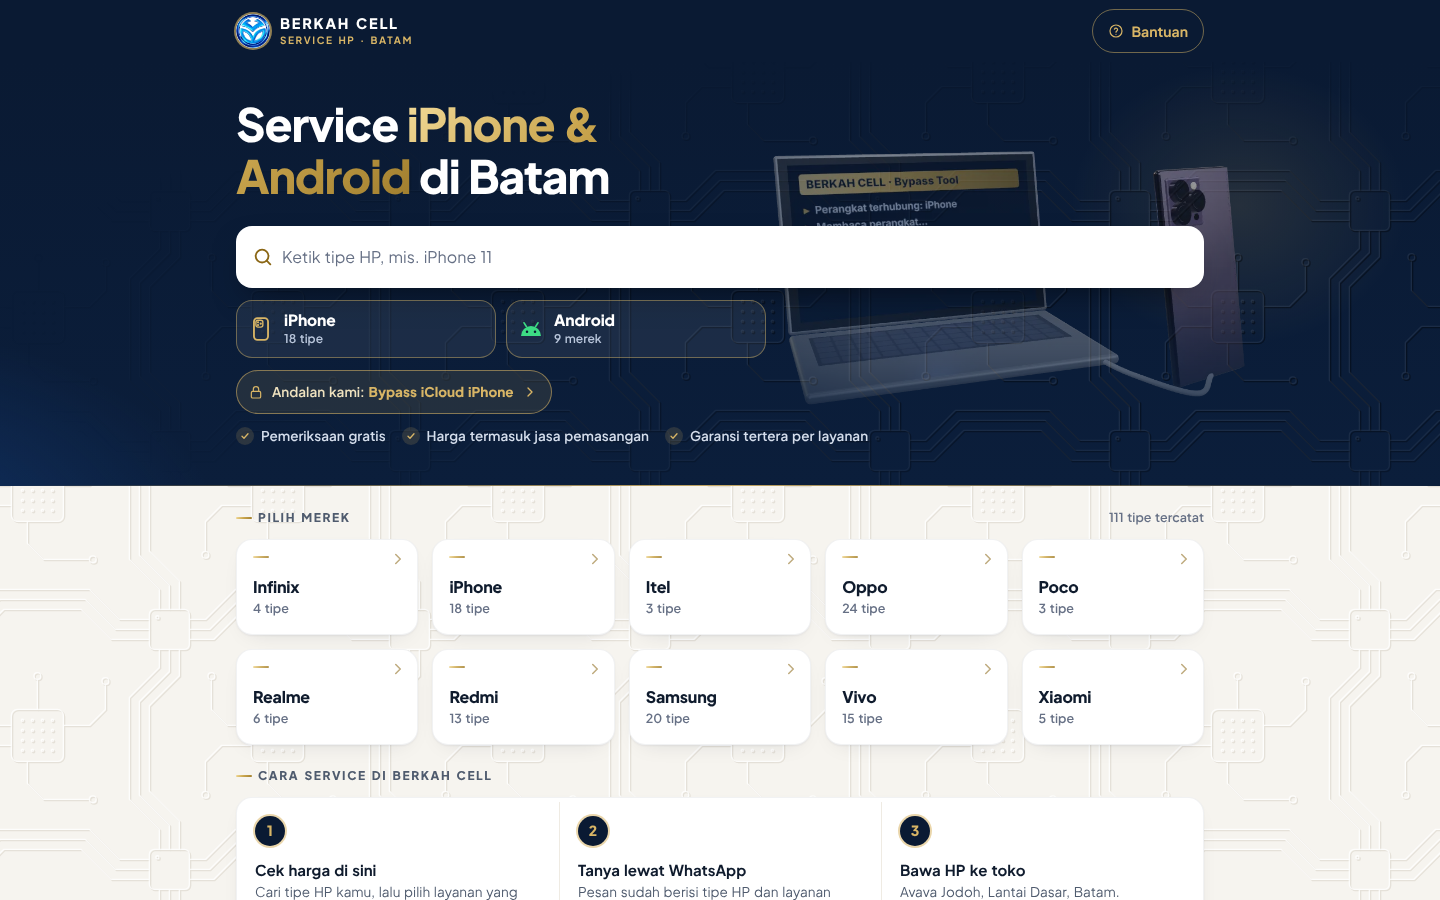 BERKAH CELL
SERVICE HP · BATAM
Bantuan
Service iPhone &
Android di Batam
BERKAH CELL · Bypass Tool
► Perangkat terhubung: iPhone
Membaca perangkat...
Ketik tipe HP, mis. iPhone 11
iPhone
18 tipe
Android
9 merek
Andalan kami: Bypass iCloud iPhone
Pemeriksaan gratis
Harga termasuk jasa pemasangan
Garansi tertera per layanan
PILIH MEREK
111 tipe tercatat
Infinix
4 tipe
iPhone
18 tipe
Itel
3 tipe
Oppo
24 tipe
Poco
3 tipe
Realme
6 tipe
Redmi
13 tipe
Samsung
20 tipe
Vivo
15 tipe
Xiaomi
5 tipe
CARA SERVICE DI BERKAH CELL
1
Cek harga di sini
Cari tipe HP kamu, lalu pilih layanan yang
2
Tanya lewat WhatsApp
Pesan sudah berisi tipe HP dan layanan
3
Bawa HP ke toko
Avava Jodoh, Lantai Dasar, Batam.